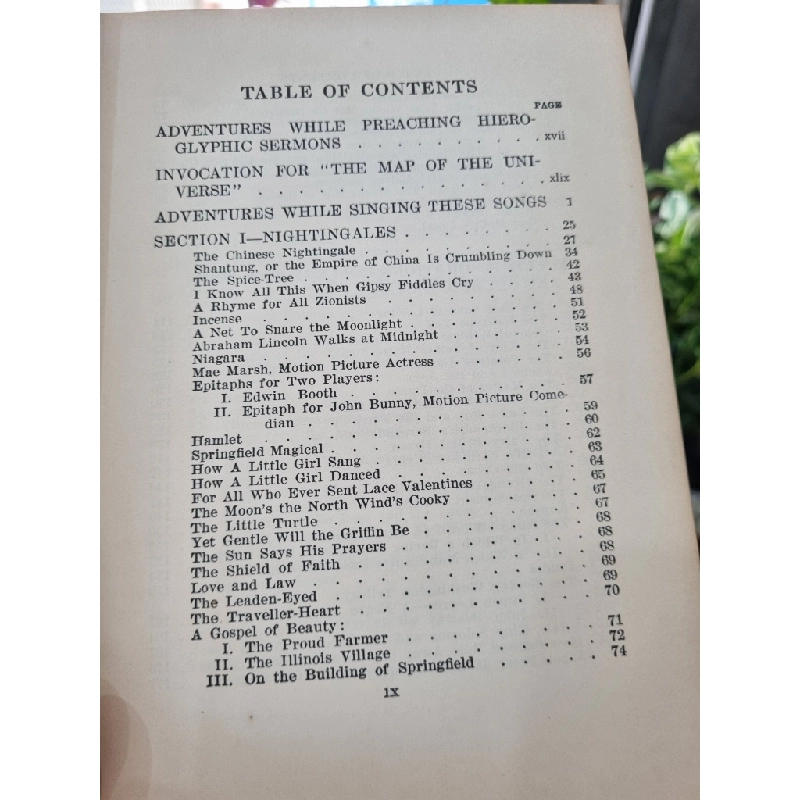 TABLE OF CONTENTS
PAGE
ADVENTURES WHILE PREACHING HIERO-
GLYPHIC SERMONS . . . . . . . . xvii
INVOCATION FOR "THE MAP OF THE UNI-
VERSE" . . . . . . . . . . . . xlix
ADVENTURES WHILE SINGING THESE SONGS 1
SECTION I—NIGHTINGALES . . . . . . . 25
The Chinese Nightingale . . . . . . . 27
Shantung, or the Empire of China Is Crumbling Down 34
The Spice-Tree . . . . . . . . . . 42
I Know All This When Gipsy Fiddles Cry . . . . 43
A Rhyme for All Zionists . . . . . . . 48
Incense . . . . . . . . . . . . 51
A Net To Snare the Moonlight . . . . . . 52
Abraham Lincoln Walks at Midnight . . . . . 53
Niagara . . . . . . . . . . . . 54
Mae Marsh, Motion Picture Actress . . . . . 56
Epitaphs for Two Players:
I. Edwin Booth . . . . . . . . . 57
II. Epitaph for John Bunny, Motion Picture Come-
dian . . . . . . . . . . . 59
Hamlet . . . . . . . . . . . . 60
Springfield Magical . . . . . . . . . 62
How A Little Girl Sang . . . . . . . . 63
How A Little Girl Danced . . . . . . . 64
For All Who Ever Sent Lace Valentines . . . . 65
The Moon's the North Wind's Cooky . . . . . 67
The Little Turtle . . . . . . . . . . 67
Yet Gentle Will the Griffin Be . . . . . . . 68
The Sun Says His Prayers . . . . . . . . 68
The Shield of Faith . . . . . . . . . 68
Love and Law . . . . . . . . . . . 69
The Leaden-Eyed . . . . . . . . . . 69
The Traveller-Heart . . . . . . . . . 70
A Gospel of Beauty:
I. The Proud Farmer . . . . . . . . 71
II. The Illinois Village . . . . . . . . 72
III. On the Building of Springfield . . . . . 74
ix